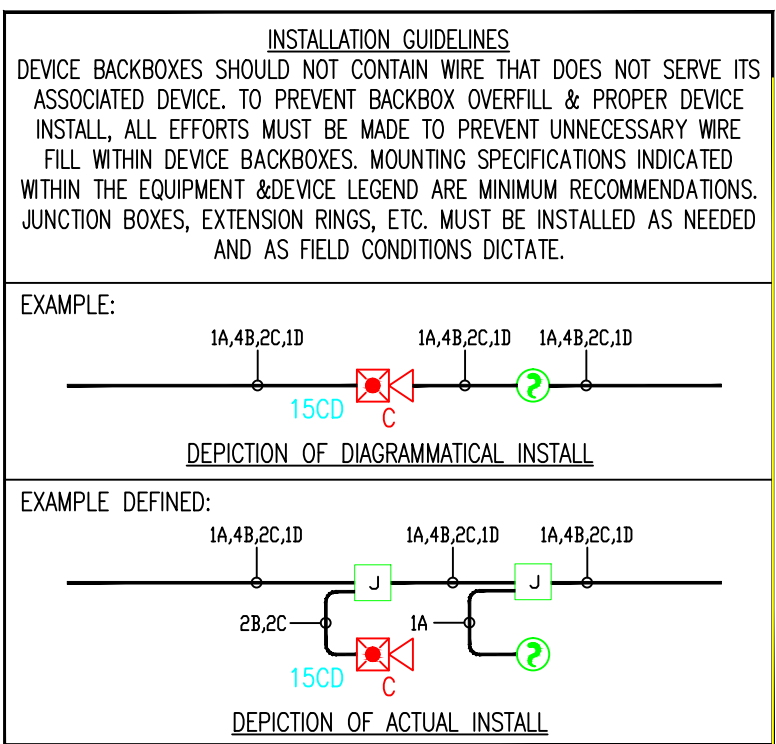 INSTALLATION GUIDELINES
DEVICE BACKBOXES SHOULD NOT CONTAIN WIRE THAT DOES NOT SERVE ITS
ASSOCIATED DEVICE. TO PREVENT BACKBOX OVERFILL & PROPER DEVICE
INSTALL, ALL EFFORTS MUST BE MADE TO PREVENT UNNECESSARY WIRE
FILL WITHIN DEVICE BACKBOXES. MOUNTING SPECIFICATIONS INDICATED
WITHIN THE EQUIPMENT &DEVICE LEGEND ARE MINIMUM RECOMMENDATIONS.
JUNCTION BOXES, EXTENSION RINGS, ETC. MUST BE INSTALLED AS NEEDED
AND AS FIELD CONDITIONS DICTATE.
EXAMPLE:
1A,4B,2C,1D 1A,4B,2C,1D 1A,4B,2C,1D
15CD C
DEPICTION OF DIAGRAMMATICAL INSTALL
EXAMPLE DEFINED:
1A,4B,2C,1D 1A,4B,2C,1D 1A,4B,2C,1D
J J
2B,2C 1A
15CD C
DEPICTION OF ACTUAL INSTALL